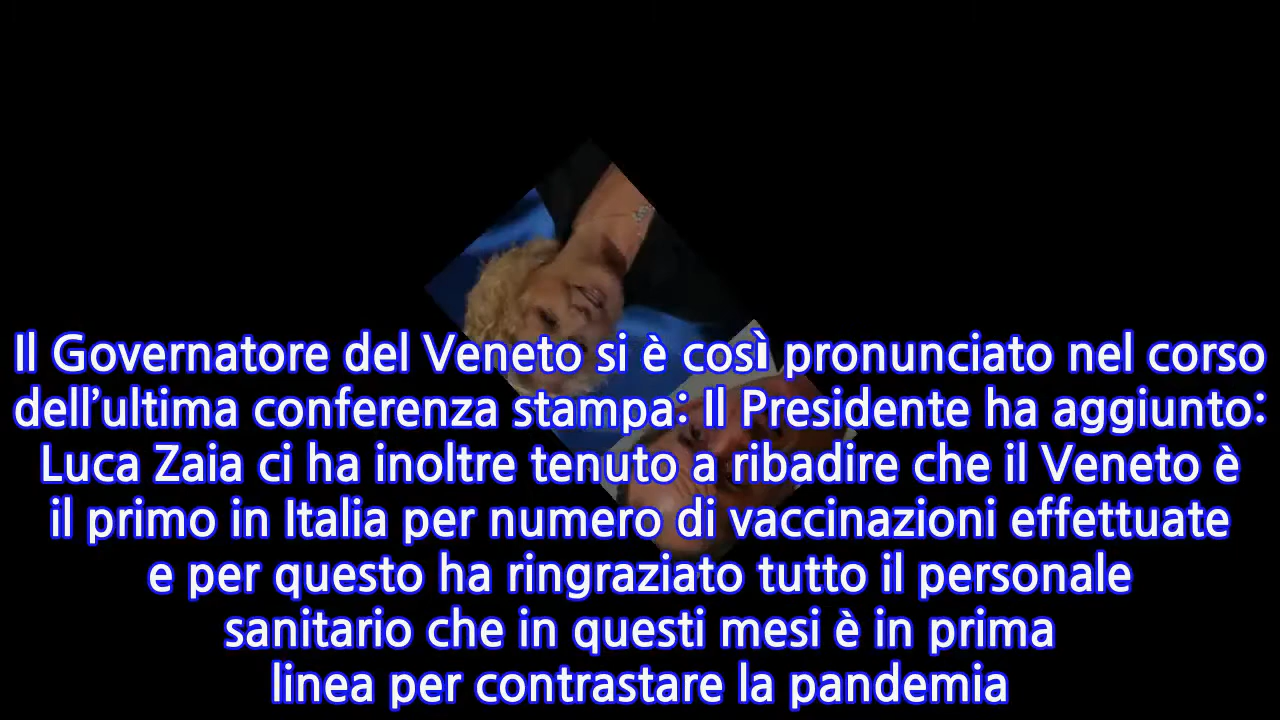 Il Governatore del Veneto si è così pronunciato nel corso
dell’ultima conferenza stampa: Il Presidente ha aggiunto:
Luca Zaia ci ha inoltre tenuto a ribadire che il Veneto è
il primo in Italia per numero di vaccinazioni effettuate
e per questo ha ringraziato tutto il personale
sanitario che in questi mesi è in prima
linea per contrastare la pandemia